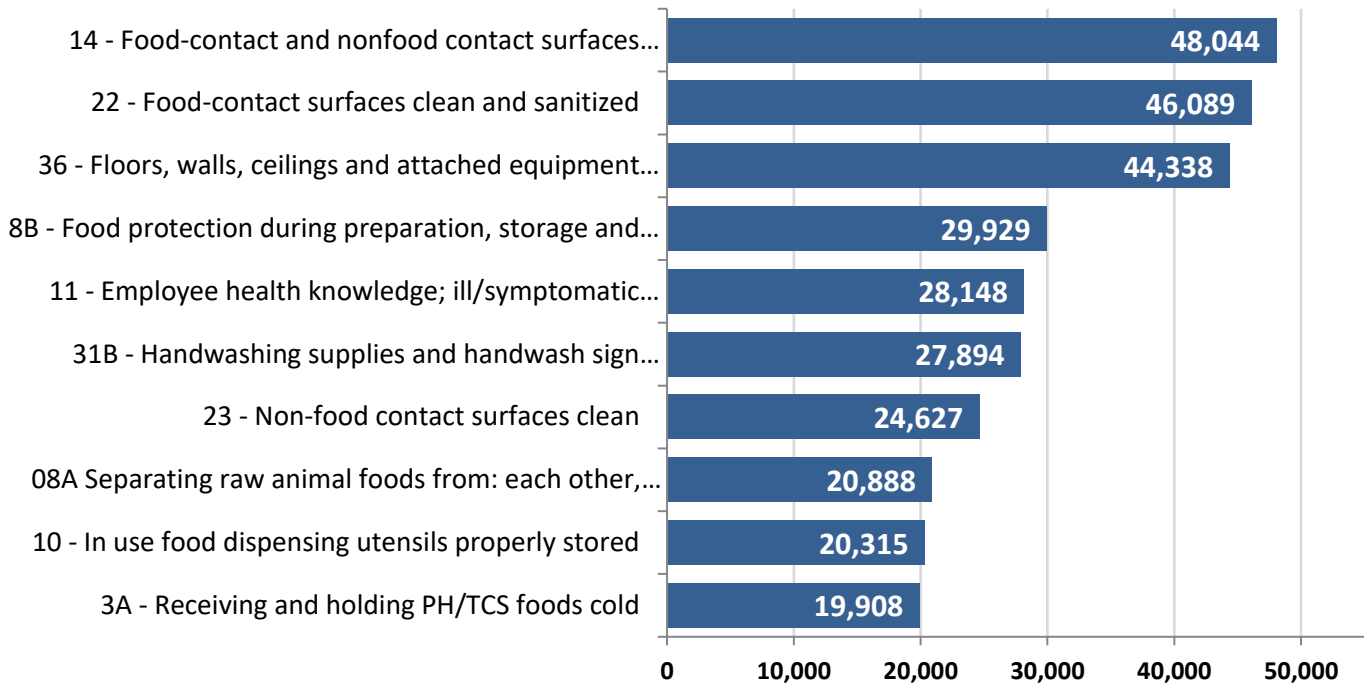 14 - Food-contact and nonfood contact surfaces... 48,044
22 - Food-contact surfaces clean and sanitized 46,089
36 - Floors, walls, ceilings and attached equipment... 44,338
8B - Food protection during preparation, storage and... 29,929
11 - Employee health knowledge; ill/symptomatic... 28,148
31B - Handwashing supplies and handwash sign... 27,894
23 - Non-food contact surfaces clean 24,627
08A Separating raw animal foods from: each other,... 20,888
10 - In use food dispensing utensils properly stored 20,315
3A - Receiving and holding PH/TCS foods cold 19,908
0 10,000 20,000 30,000 40,000 50,000